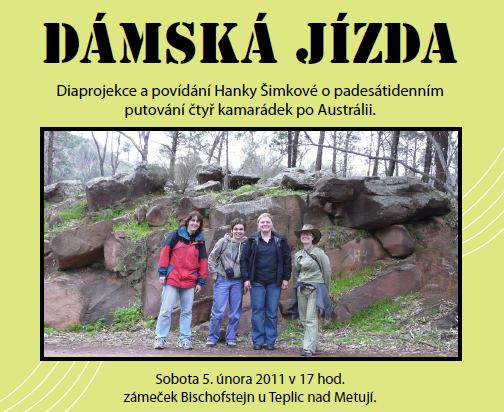 DÁMSKÁ JÍZDA
Diaprojekce a povídání Hanky Šimkové o padesátidenním
putování čtyř kamarádek po Austrálii.
Sobota 5. února 2011 v 17 hod.
zámeček Bischofstejn u Teplic nad Metují.